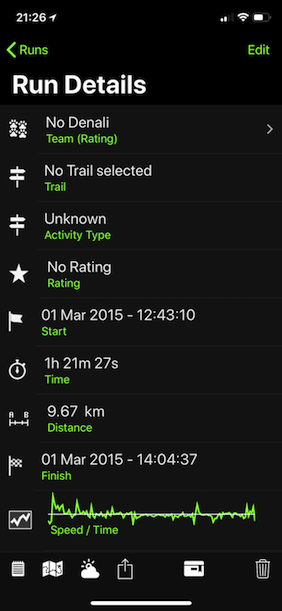 21:26
Runs
Edit
Run Details
No Denali
Team (Rating)
No Trail selected
Trail
Unknown
Activity Type
No Rating
Rating
01 Mar 2015 - 12:43:10
Start
1h 21m 27s
Time
A B
9.67 km
Distance
01 Mar 2015 - 14:04:37
Finish
Speed / Time